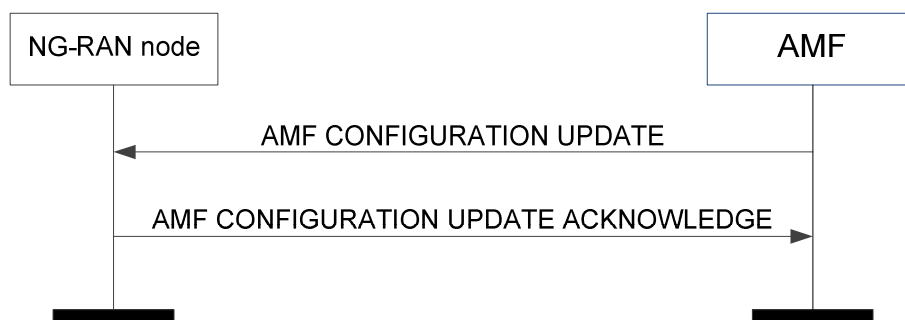 NG-RAN node
AMF
AMF CONFIGURATION UPDATE
AMF CONFIGURATION UPDATE ACKNOWLEDGE